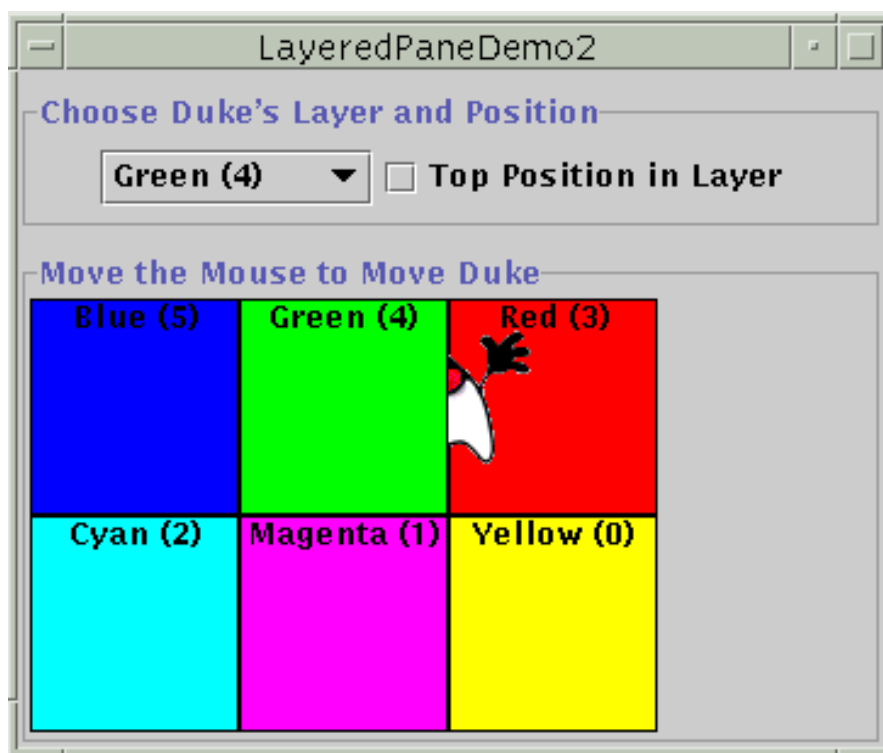 LayeredPaneDemo2
Choose Duke's Layer and Position
Green (4) Top Position in Layer
Move the Mouse to Move Duke
Blue (5) Green (4) Red (3)
Cyan (2) Magenta (1) Yellow (0)